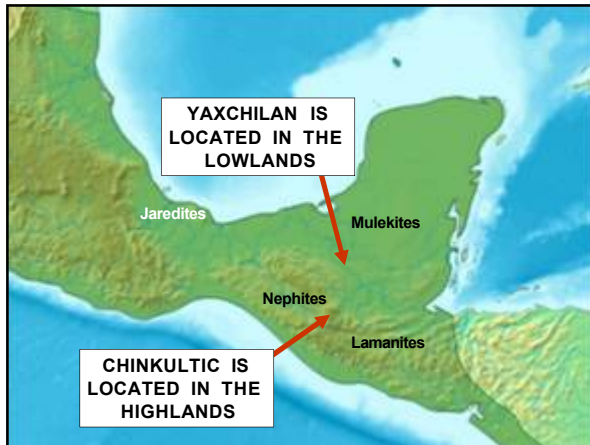 YAXCHILAN IS
LOCATED IN THE
LOWLANDS
Jaredites
Mulekites
Nephites
Lamanites
CHINKULTIC IS
LOCATED IN THE
HIGHLANDS